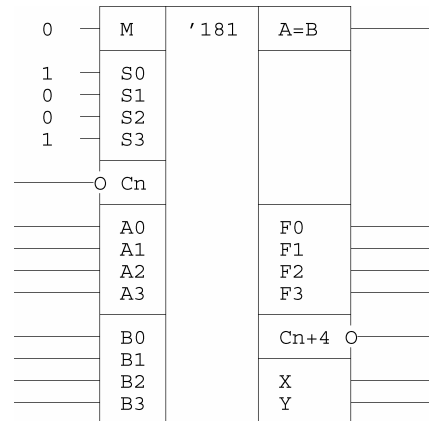 0 M '181 A=B
1 S0
0 S1
0 S2
1 S3
Cn
A0 F0
A1 F1
A2 F2
A3 F3
B0 Cn+4
B1
B2 X
B3 Y